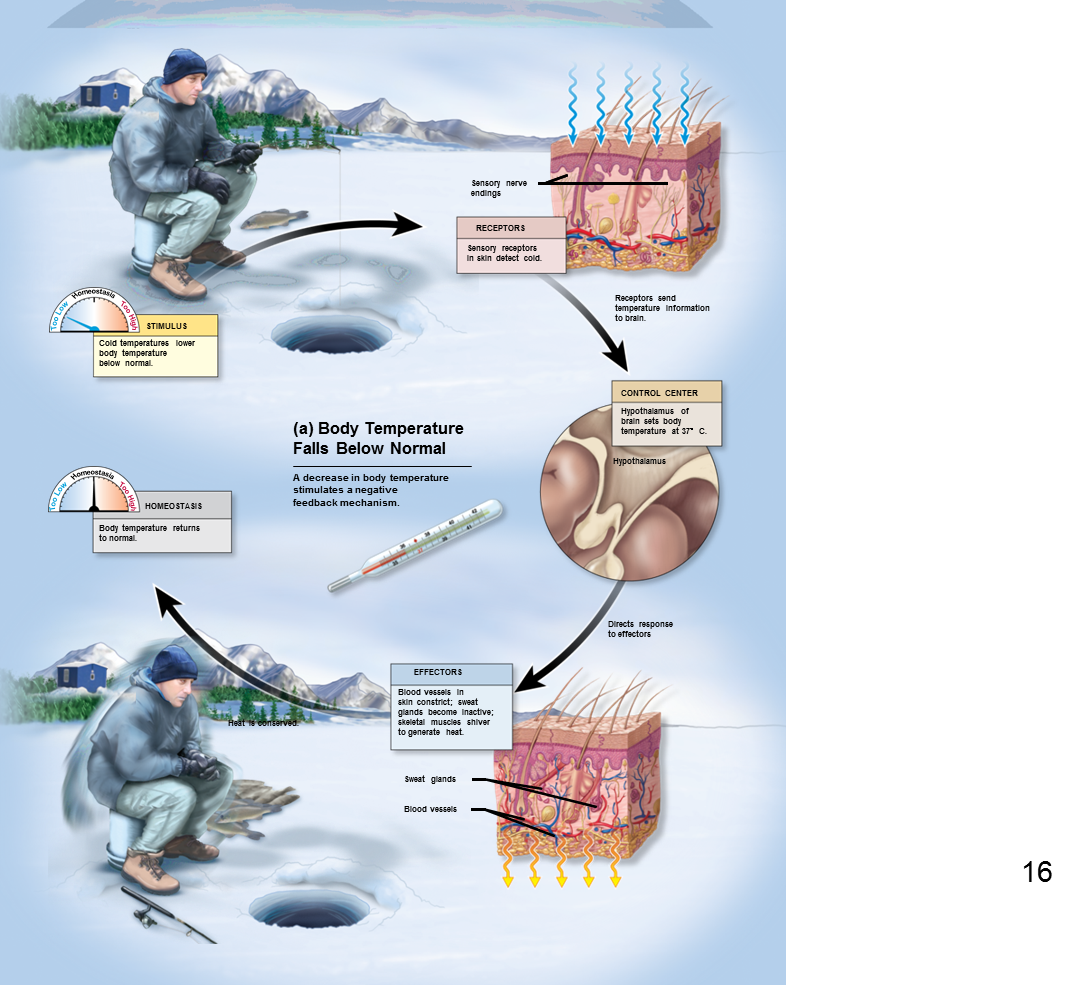 Sensory nerve
endings
RECEPTORS
Sensory receptors
in skin detect cold.
Receptors send
temperature information
to brain.
Too Low
Homeostasis
Too High
STIMULUS
Cold temperatures lower
body temperature
below normal.
CONTROL CENTER
Hypothalamus of
brain sets body
temperature at 37° C.
Hypothalamus
(a) Body Temperature
Falls Below Normal
A decrease in body temperature
stimulates a negative
feedback mechanism.
Too Low
Homeostasis
Too High
HOMEOSTASIS
Body temperature returns
to normal.
Directs response
to effectors
EFFECTORS
Blood vessels in
skin constrict; sweat
glands become inactive;
skeletal muscles shiver
to generate heat.
Heat is conserved.
Sweat glands
Blood vessels
16